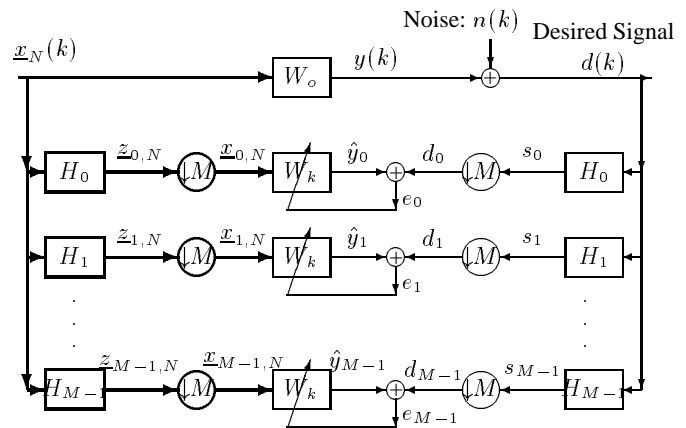 Noise: n(k)
Desired Signal
x_N(k)
W_o
y(k)
+
d(k)
H_0
z_{0,N}
↓M
x_{0,N}
W_k
ŷ_0
+
d_0
↓M
s_0
H_0
e_0
H_1
z_{1,N}
↓M
x_{1,N}
W_k
ŷ_1
+
d_1
↓M
s_1
H_1
e_1
H_{M-1}
z_{M-1,N}
↓M
x_{M-1,N}
W_k
ŷ_{M-1}
+
d_{M-1}
↓M
s_{M-1}
H_{M-1}
e_{M-1}